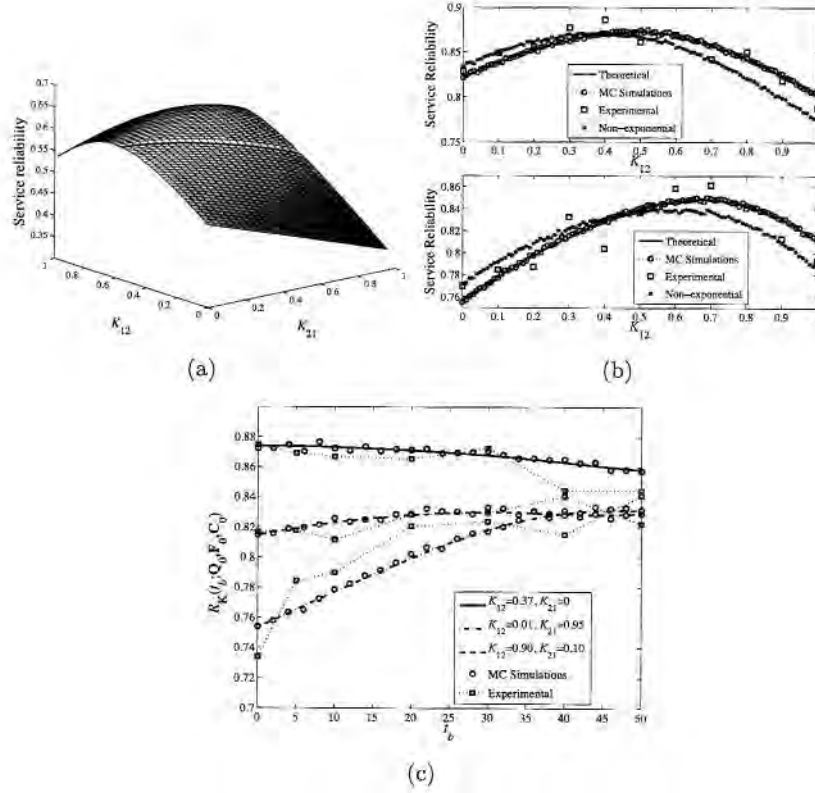 0.7
0.65
0.6
0.55
0.5
0.45
0.4
0.35
Service reliability
1
0.8
0.6
0.4
0.2
0
K12
0
0.2
0.4
0.6
0.8
1
K21
(a)
0.9
0.85
0.8
0.75
Service Reliability
Theoretical
MC Simulations
Experimental
Non-exponential
0 0.1 0.2 0.3 0.4 0.5 0.6 0.7 0.8 0.9
K12
0.86
0.84
0.82
0.8
0.78
0.76
Service Reliability
Theoretical
MC Simulations
Experimental
Non-exponential
0 0.1 0.2 0.3 0.4 0.5 0.6 0.7 0.8 0.9
K12
(b)
0.88
0.86
0.84
0.82
0.8
0.78
0.76
0.74
0.72
0.7
RK(tb;Q0,F0,C0)
K12=0.37, K21=0
K12=0.01, K21=0.95
K12=0.90, K21=0.10
MC Simulations
Experimental
0 5 10 15 20 25 30 35 40 45 50
tb
(c)